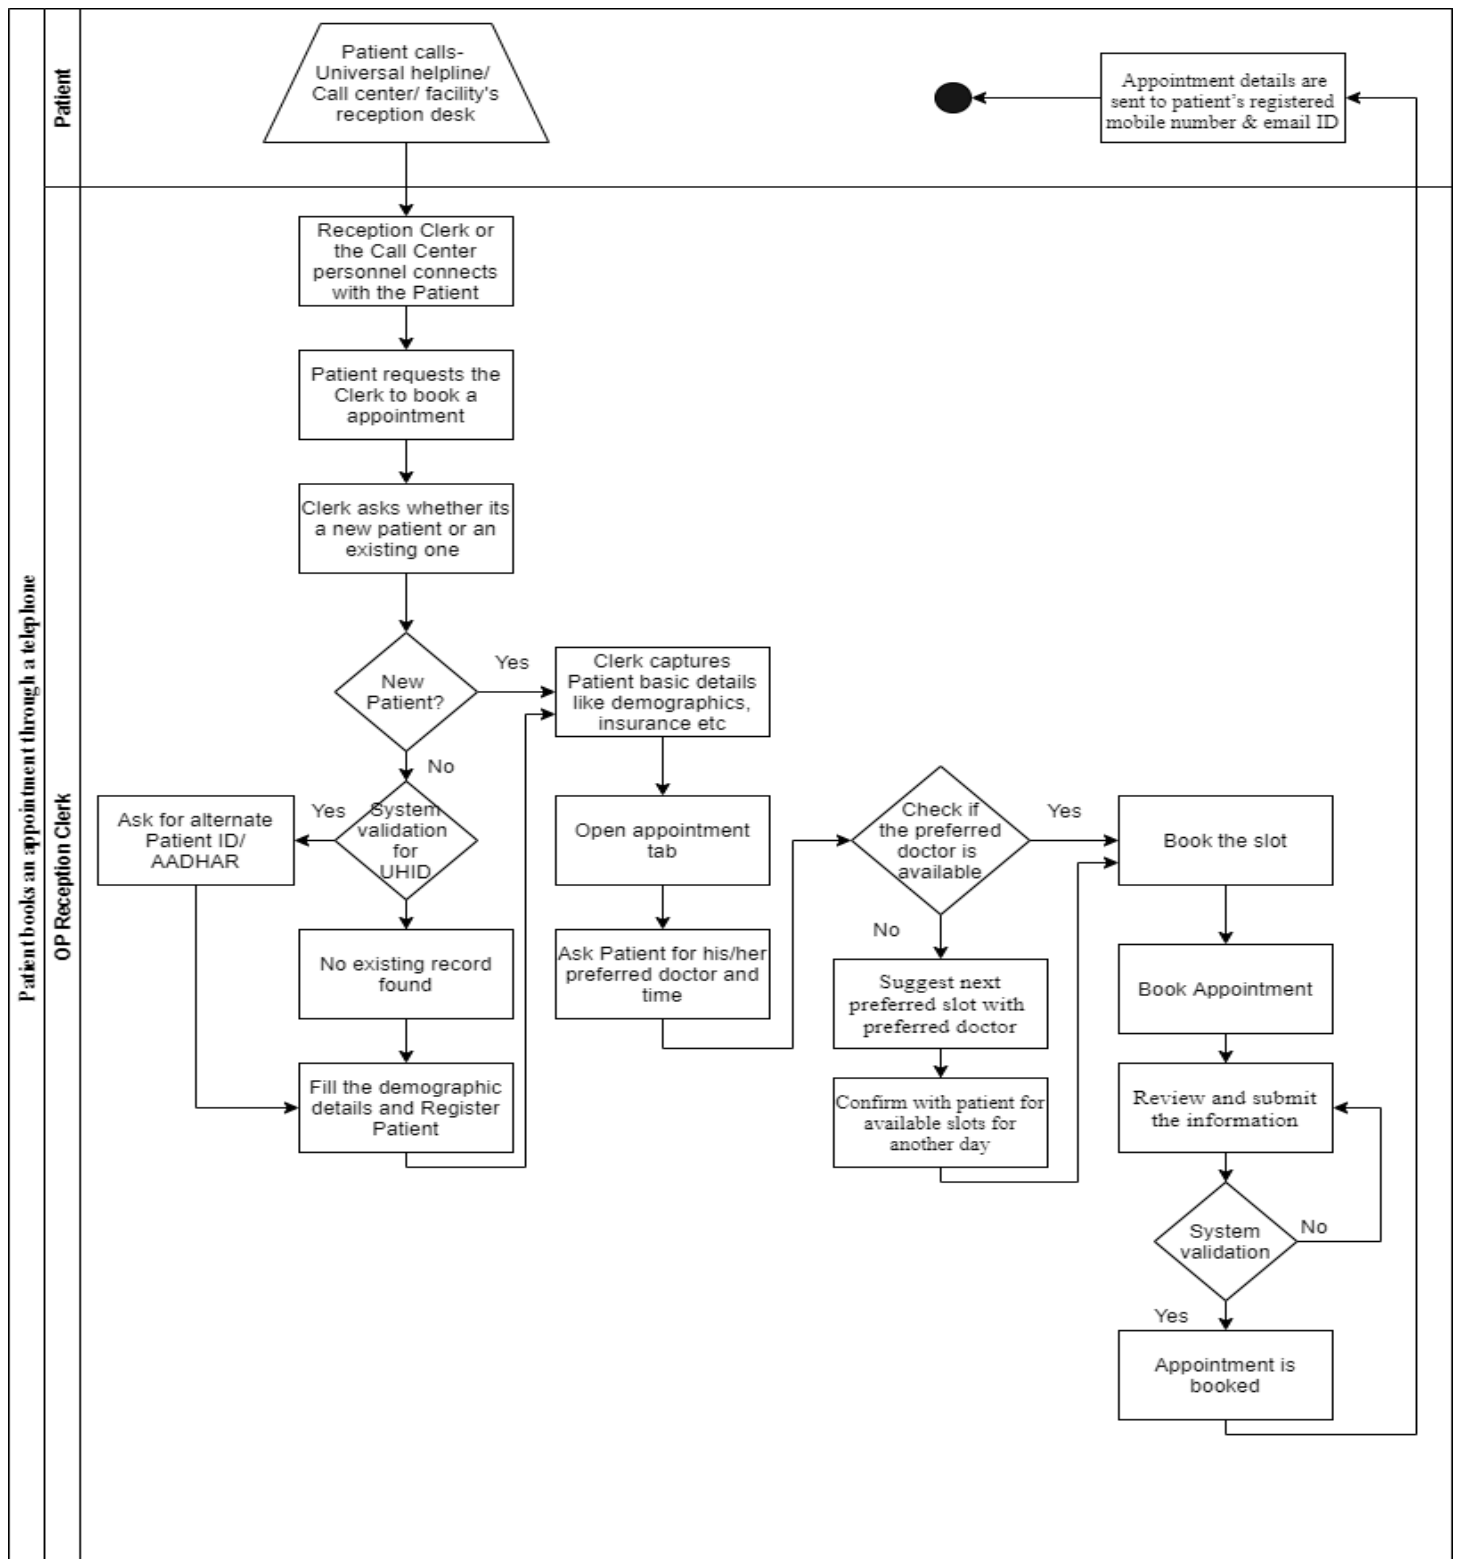 Patient books an appointment through a telephone
Patient
Patient calls-
Universal helpline/
Call center/ facility's
reception desk
Appointment details are
sent to patient's registered
mobile number & email ID
OP Reception Clerk
Reception Clerk or
the Call Center
personnel connects
with the Patient
Patient requests the
Clerk to book a
appointment
Clerk asks whether its
a new patient or an
existing one
New
Patient?
Yes
No
Clerk captures
Patient basic details
like demographics,
insurance etc
System
validation
for
UHID
Yes
Ask for alternate
Patient ID/
AADHAR
No existing record
found
Fill the demographic
details and Register
Patient
Open appointment
tab
Ask Patient for his/her
preferred doctor and
time
Check if
the preferred
doctor is
available
Yes
No
Suggest next
preferred slot with
preferred doctor
Confirm with patient for
available slots for
another day
Book the slot
Book Appointment
Review and submit
the information
System
validation
No
Yes
Appointment is
booked